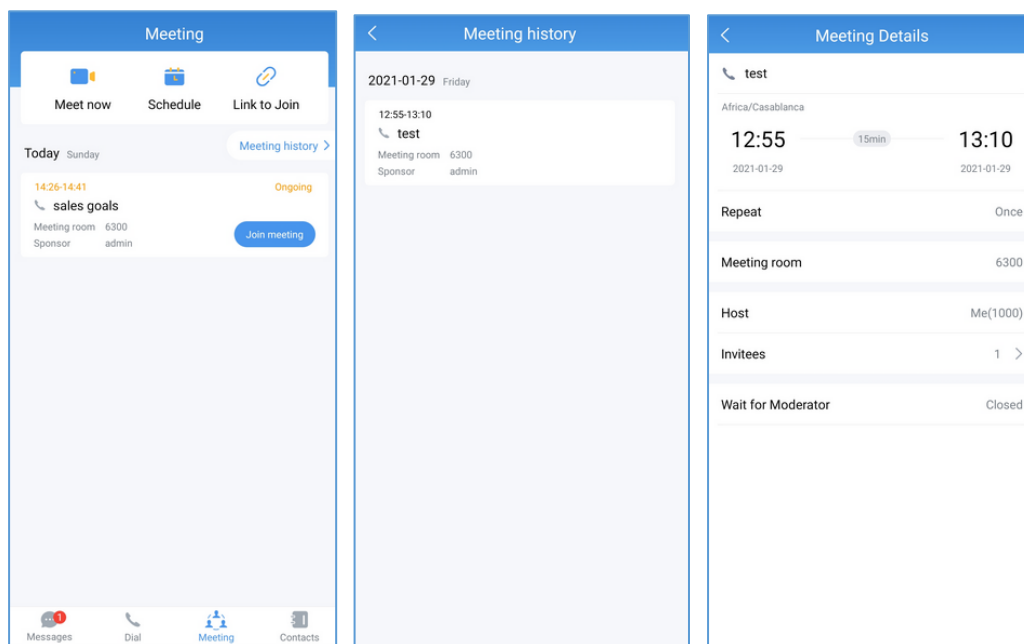 Meeting
Meet now
Schedule
Link to Join
Today Sunday
Meeting history
14:26-14:41
Ongoing
sales goals
Meeting room 6300
Sponsor admin
Join meeting
1
Messages
Dial
Meeting
Contacts
Meeting history
2021-01-29 Friday
12:55-13:10
test
Meeting room 6300
Sponsor admin
Meeting Details
test
Africa/Casablanca
12:55 15min 13:10
2021-01-29 2021-01-29
Repeat Once
Meeting room 6300
Host Me(1000)
Invitees 1
Wait for Moderator Closed